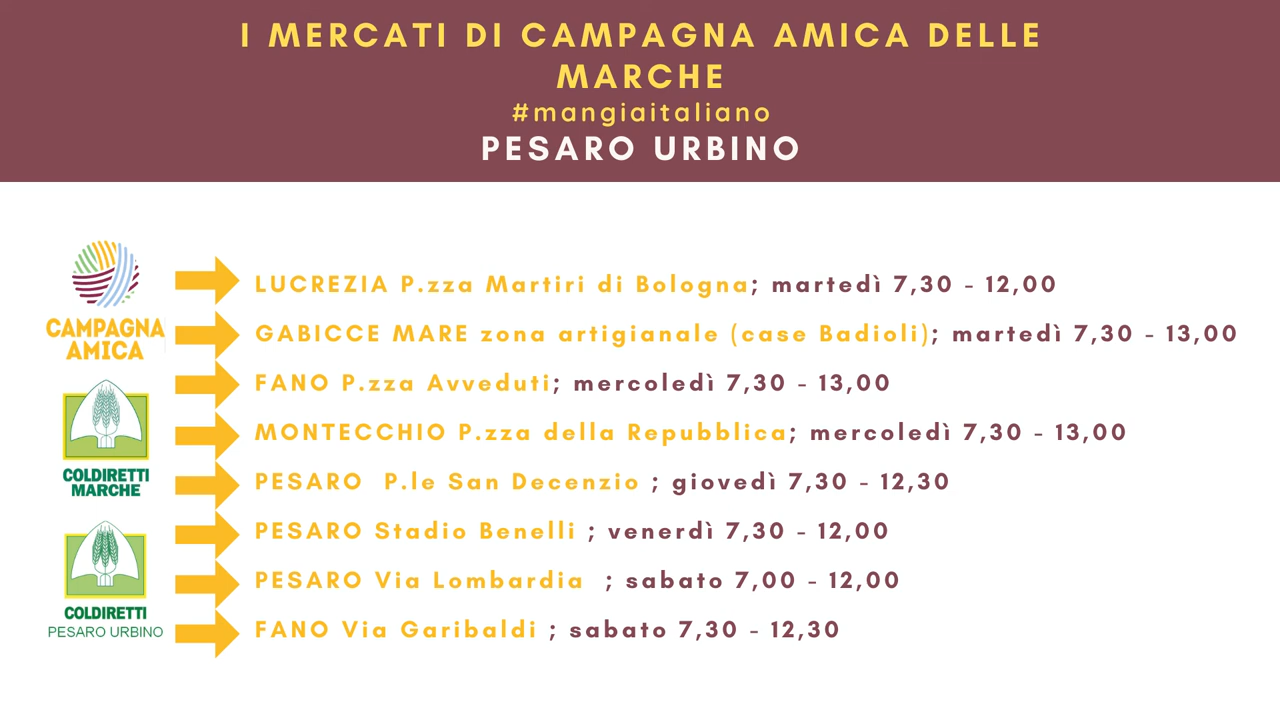 I MERCATI DI CAMPAGNA AMICA DELLE
MARCHE
#mangiaitaliano
PESARO URBINO
CAMPAGNA
AMICA
COLDIRETTI
MARCHE
COLDIRETTI
PESARO URBINO
LUCREZIA P.zza Martiri di Bologna; martedì 7,30 - 12,00
GABICCE MARE zona artigianale (case Badioli); martedì 7,30 - 13,00
FANO P.zza Avveduti; mercoledì 7,30 - 13,00
MONTECCHIO P.zza della Repubblica; mercoledì 7,30 - 13,00
PESARO P.le San Decenzio ; giovedì 7,30 - 12,30
PESARO Stadio Benelli ; venerdì 7,30 - 12,00
PESARO Via Lombardia ; sabato 7,00 - 12,00
FANO Via Garibaldi ; sabato 7,30 - 12,30